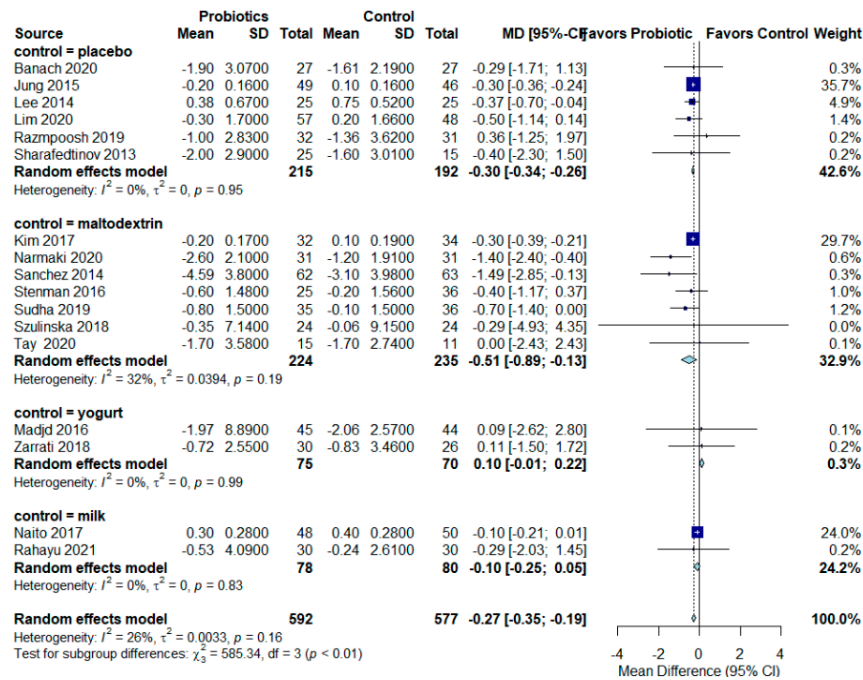 Probiotics Control
Source Mean SD Total Mean SD Total MD [95%-CI] Favors Probiotic Favors Control Weight
control = placebo
Banach 2020 -1.90 3.0700 27 -1.61 2.1900 27 -0.29 [-1.71; 1.13] 0.3%
Jung 2015 -0.20 0.1600 49 0.10 0.1600 46 -0.30 [-0.36; -0.24] 35.7%
Lee 2014 0.38 0.6700 25 0.75 0.5200 25 -0.37 [-0.70; -0.04] 4.9%
Lim 2020 -0.30 1.7000 57 0.20 1.6600 48 -0.50 [-1.14; 0.14] 1.4%
Razmpoosh 2019 -1.00 2.8300 32 -1.36 3.6200 31 0.36 [-1.25; 1.97] 0.2%
Sharafedtinov 2013 -2.00 2.9000 25 -1.60 3.0100 15 -0.40 [-2.30; 1.50] 0.2%
Random effects model 215 192 -0.30 [-0.34; -0.26] 42.6%
Heterogeneity: I² = 0%, τ² = 0, p = 0.95
control = maltodextrin
Kim 2017 -0.20 0.1700 32 0.10 0.1900 34 -0.30 [-0.39; -0.21] 29.7%
Narmaki 2020 -2.60 2.1000 31 -1.20 1.9100 31 -1.40 [-2.40; -0.40] 0.6%
Sanchez 2014 -4.59 3.8000 62 -3.10 3.9800 63 -1.49 [-2.85; -0.13] 0.3%
Stenman 2016 -0.60 1.4800 25 -0.20 1.5600 36 -0.40 [-1.17; 0.37] 1.0%
Sudha 2019 -0.80 1.5000 35 -0.10 1.5000 36 -0.70 [-1.40; 0.00] 1.2%
Szulinska 2018 -0.35 7.1400 24 -0.06 9.1500 24 -0.29 [-4.93; 4.35] 0.0%
Tay 2020 -1.70 3.5800 15 -1.70 2.7400 11 0.00 [-2.43; 2.43] 0.1%
Random effects model 224 235 -0.51 [-0.89; -0.13] 32.9%
Heterogeneity: I² = 32%, τ² = 0.0394, p = 0.19
control = yogurt
Madjd 2016 -1.97 8.8900 45 -2.06 2.5700 44 0.09 [-2.62; 2.80] 0.1%
Zarrati 2018 -0.72 2.5500 30 -0.83 3.4600 26 0.11 [-1.50; 1.72] 0.2%
Random effects model 75 70 0.10 [-0.01; 0.22] 0.3%
Heterogeneity: I² = 0%, τ² = 0, p = 0.99
control = milk
Naito 2017 0.30 0.2800 48 0.40 0.2800 50 -0.10 [-0.21; 0.01] 24.0%
Rahayu 2021 -0.53 4.0900 30 -0.24 2.6100 30 -0.29 [-2.03; 1.45] 0.2%
Random effects model 78 80 -0.10 [-0.25; 0.05] 24.2%
Heterogeneity: I² = 0%, τ² = 0, p = 0.83
Random effects model 592 577 -0.27 [-0.35; -0.19] 100.0%
Heterogeneity: I² = 26%, τ² = 0.0033, p = 0.16
Test for subgroup differences: χ²₃ = 585.34, df = 3 (p < 0.01)
-4 -2 0 2 4
Mean Difference (95% CI)